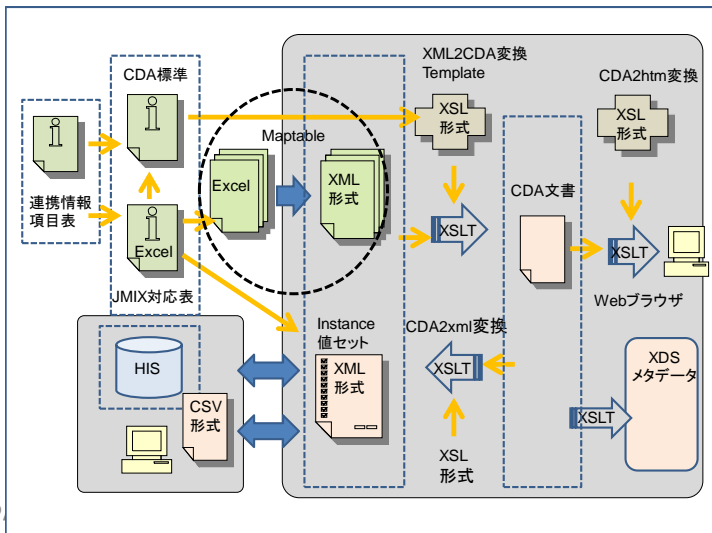 CDA標準
XML2CDA変換
Template
CDA2htm変換
XSL
形式
XSL
形式
Maptable
Excel
XML
形式
連携情報
項目表
Excel
JMIX対応表
XSLT
CDA文書
XSLT
Webブラウザ
Instance
値セット
CDA2xml変換
HIS
XML
形式
XSLT
XDS
メタデータ
CSV
形式
XSLT
XSL
形式